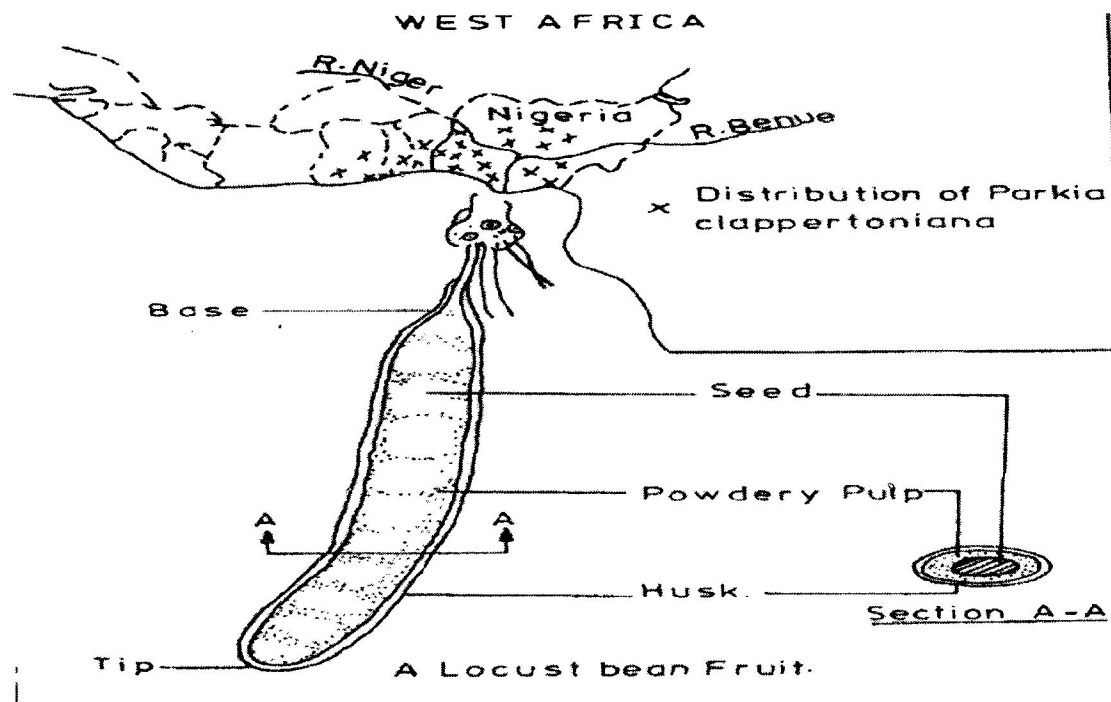 WEST AFRICA
R. Niger
Nigeria
R. Benue
x Distribution of Parkia
clappertoniana
Base
Seed
Powdery Pulp
A A
Husk.
Section A-A
Tip
A Locust bean Fruit.